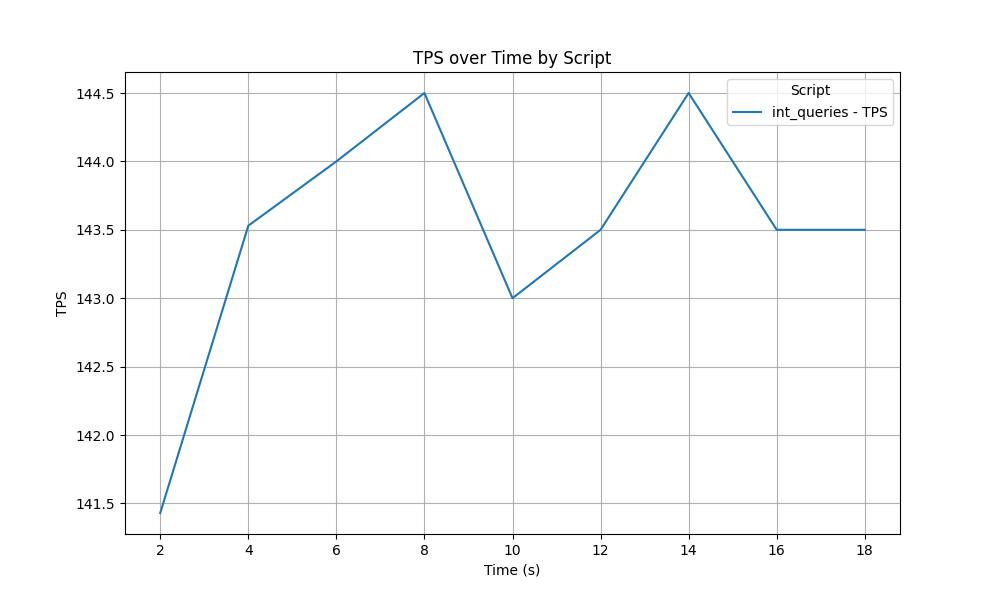 TPS over Time by Script
Script
int_queries - TPS
144.5
144.0
143.5
143.0
142.5
142.0
141.5
TPS
2 4 6 8 10 12 14 16 18
Time (s)